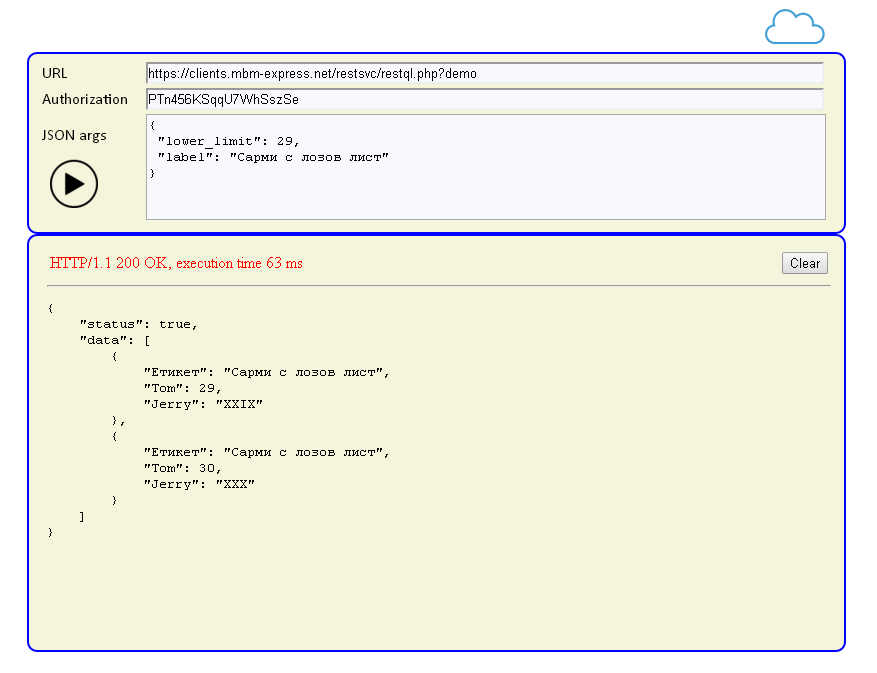 URL
https://clients.mbm-express.net/restsvc/restql.php?demo
Authorization
PTn456KSqqU7WhSszSe
JSON args
{
"lower_limit": 29,
"label": "Сарми с лозов лист"
}
HTTP/1.1 200 OK, execution time 63 ms
Clear
{
"status": true,
"data": [
{
"Етикет": "Сарми с лозов лист",
"Tom": 29,
"Jerry": "XXIX"
},
{
"Етикет": "Сарми с лозов лист",
"Tom": 30,
"Jerry": "XXX"
}
]
}